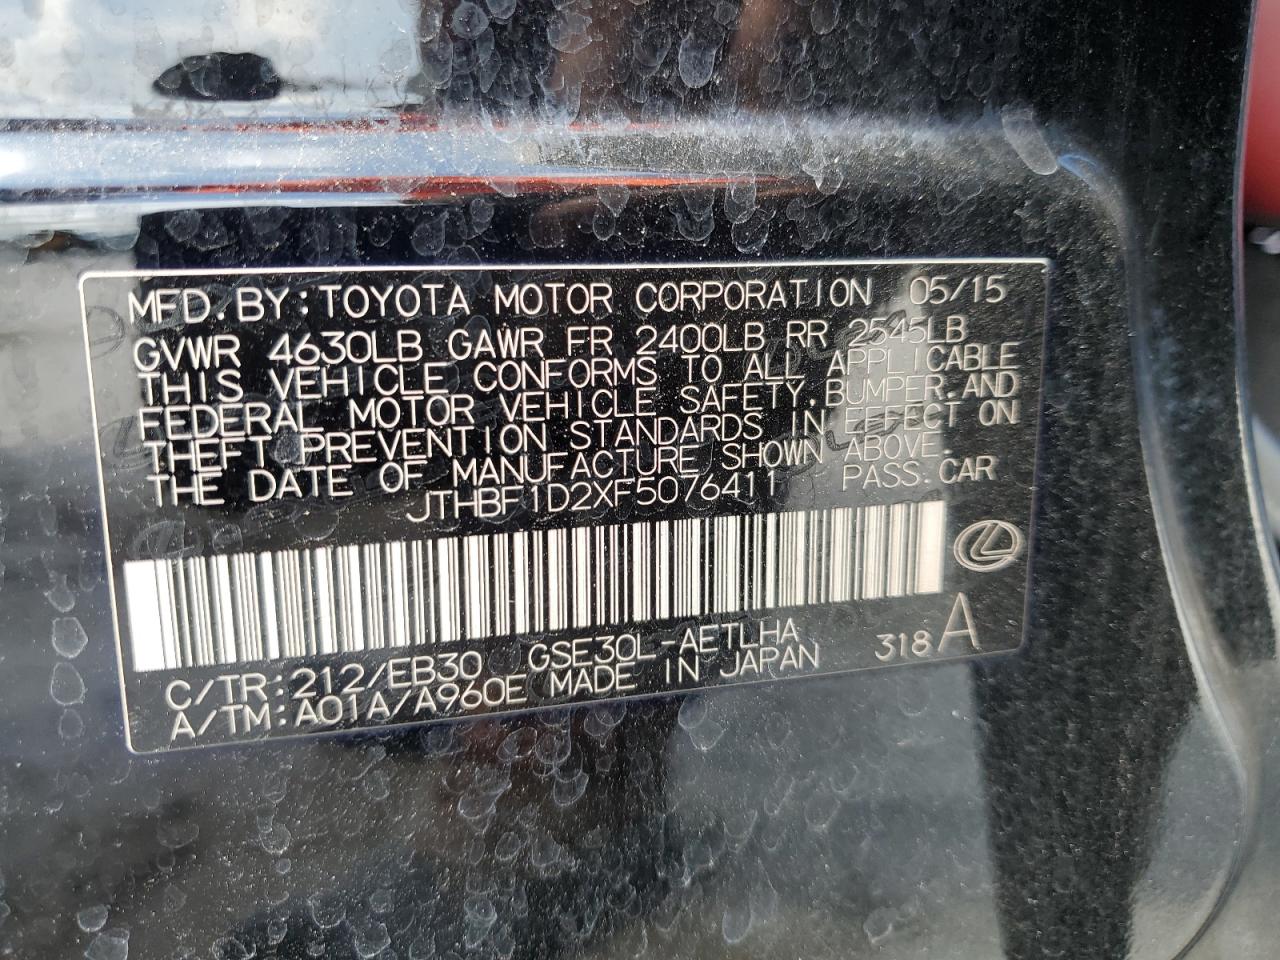 MFD. BY: TOYOTA MOTOR CORPORATION 05/15
GVWR 4630LB GAWR FR 2400LB RR 2545LB
THIS VEHICLE CONFORMS TO ALL APPLICABLE
FEDERAL MOTOR VEHICLE SAFETY, BUMPER, AND
THEFT PREVENTION STANDARDS IN EFFECT ON
THE DATE OF MANUFACTURE SHOWN ABOVE.
JTHBF1D2XF5076411 PASS. CAR
C/TR: 212/EB30 GSE30L-AETLHA 318 A
A/TM: A01A/A960E MADE IN JAPAN